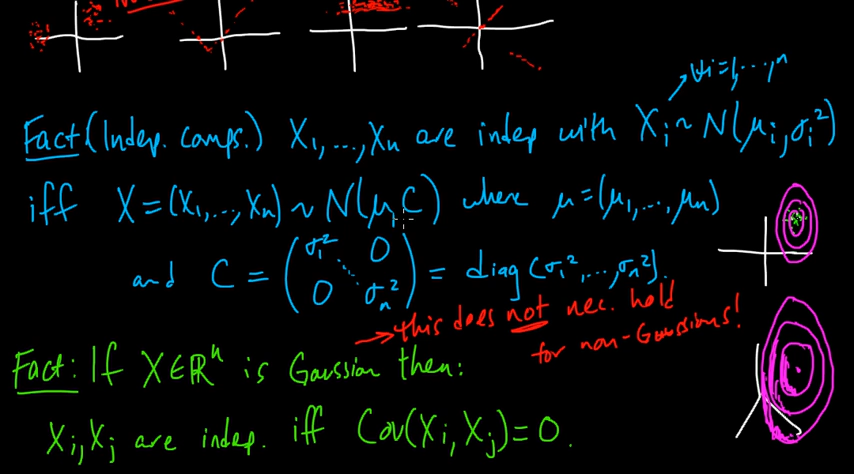 ∀i=1,…,n
Fact (Indep. comps.) X₁,…,Xₙ are indep with Xᵢ ~ N(μᵢ,σᵢ²)
iff X=(X₁,…,Xₙ) ~ N(μ,C) where μ=(μ₁,…,μₙ)
and C = (σ₁² 0 ⋱ 0 σₙ²) = diag(σ₁²,…,σₙ²).
→ this does not nec. hold
for non-Gaussians!
Fact: If X∈ℝⁿ is Gaussian then:
Xᵢ,Xⱼ are indep. iff Cov(Xᵢ,Xⱼ)=0.